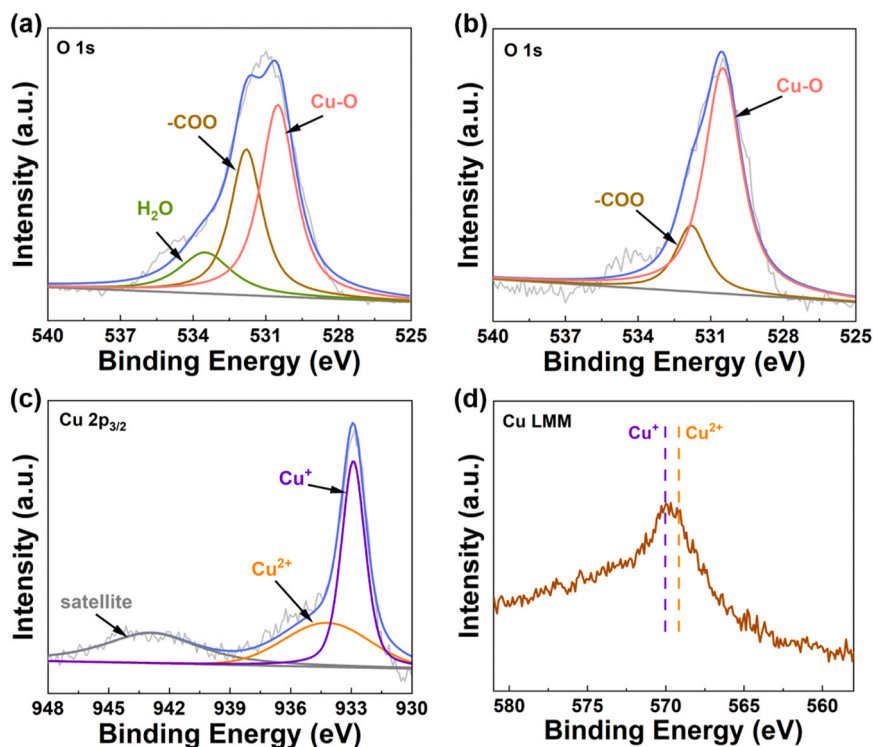 (a)
O 1s
Cu-O
-COO
H₂O
Intensity (a.u.)
540 537 534 531 528 525
Binding Energy (eV)
(b)
O 1s
Cu-O
-COO
Intensity (a.u.)
540 537 534 531 528 525
Binding Energy (eV)
(c)
Cu 2p₃/₂
Cu⁺
Cu²⁺
satellite
Intensity (a.u.)
948 945 942 939 936 933 930
Binding Energy (eV)
(d)
Cu LMM
Cu⁺ Cu²⁺
Intensity (a.u.)
580 575 570 565 560
Binding Energy (eV)